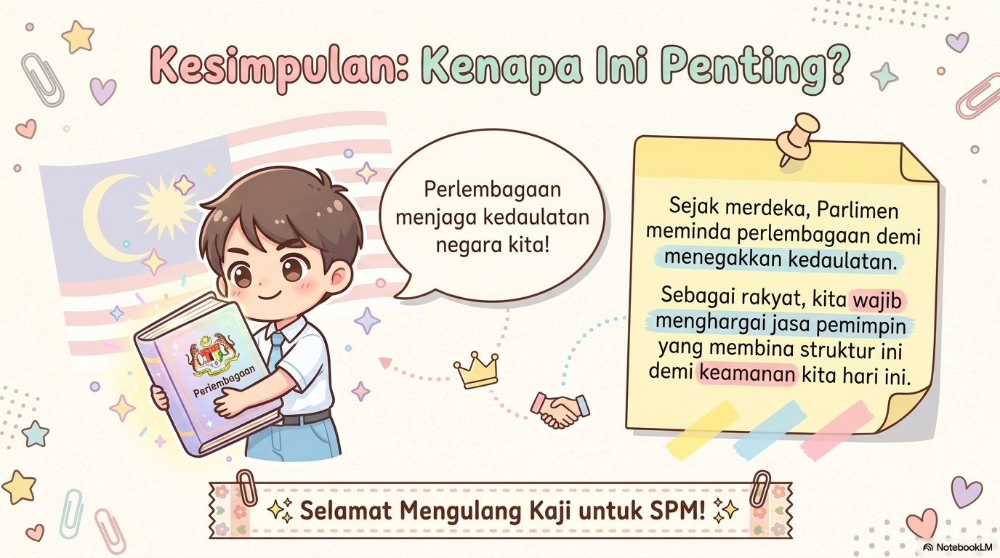 Kesimpulan: Kenapa Ini Penting?
Perlembagaan
menjaga kedaulatan
negara kita!
Perlembagaan
Sejak merdeka, Parlimen
meminda perlembagaan demi
menegakkan kedaulatan.
Sebagai rakyat, kita wajib
menghargai jasa pemimpin
yang membina struktur ini
demi keamanan kita hari ini.
Selamat Mengulang Kaji untuk SPM!
NotebookLM